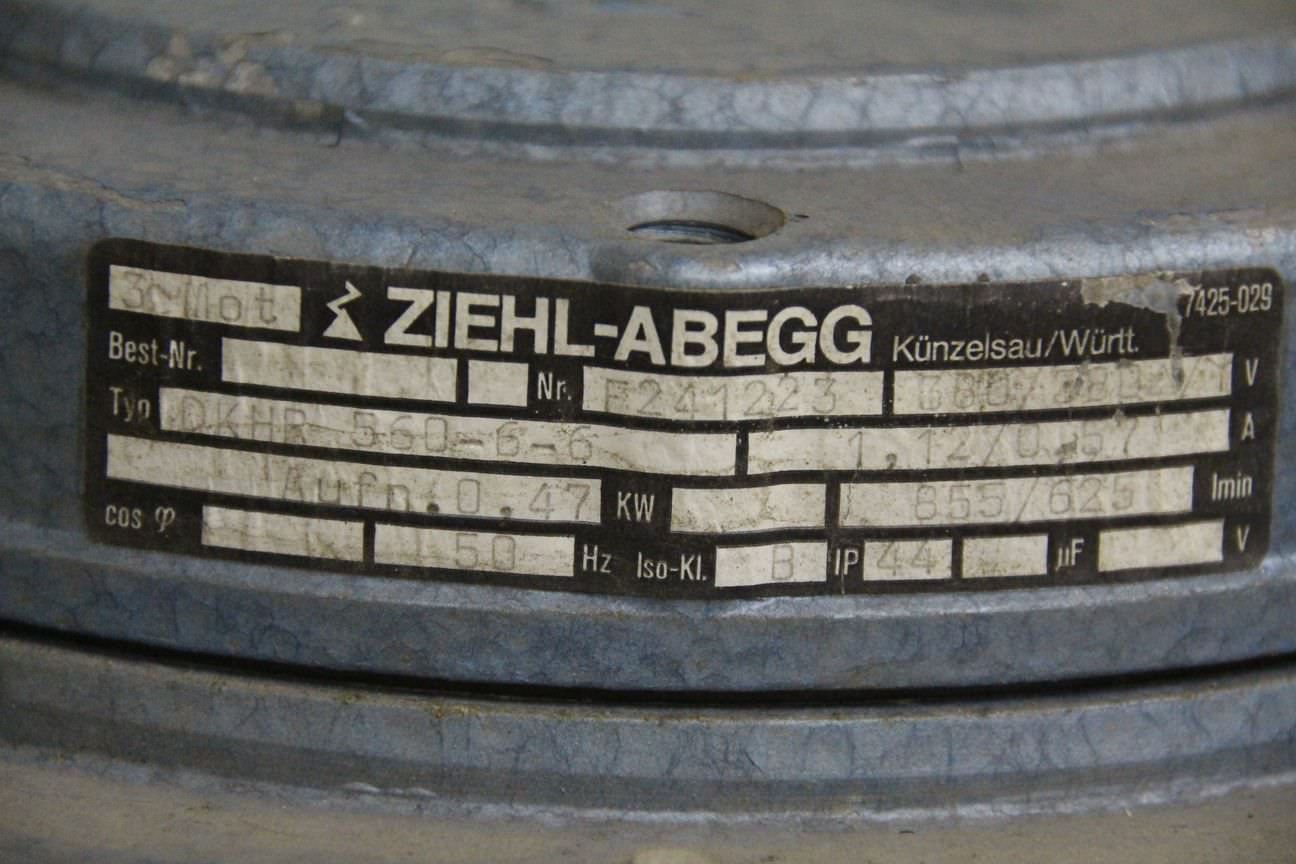 3~Mot ZIEHL-ABEGG Künzelsau/Württ. 7425-029
Best-Nr. Nr. F241223 V
Typ DKHR 560-6-6 1,12/0,67 A
Aufn.0.47 KW 855/625 lmin
cos φ 50 Hz Iso-Kl. B IP 44 µF V